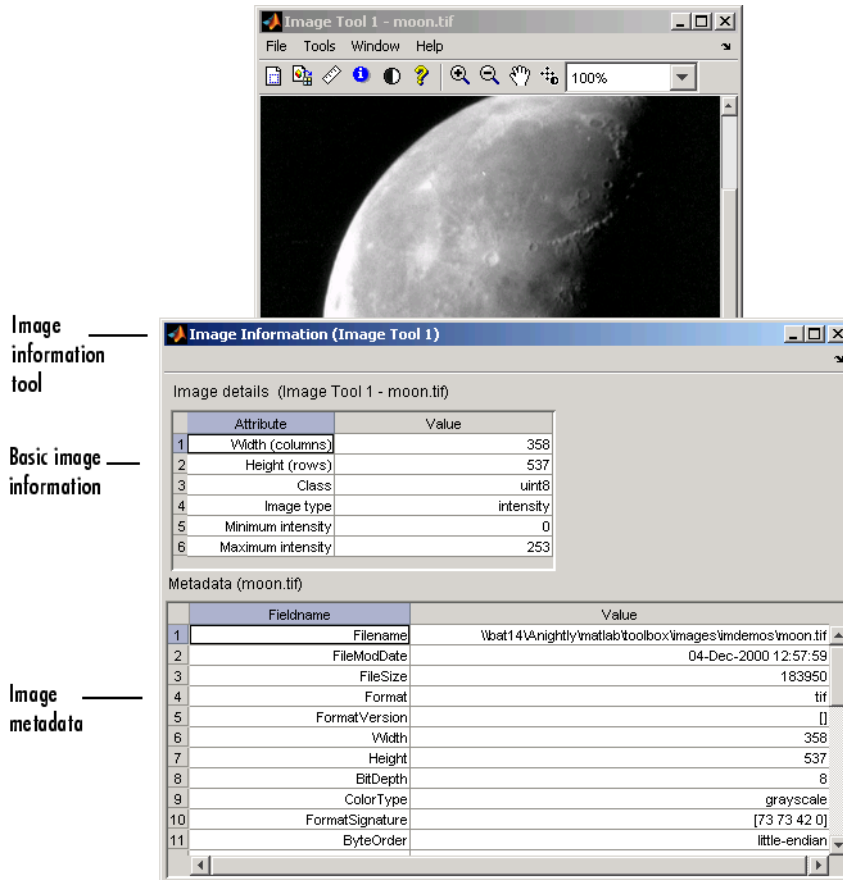 Image Tool 1 - moon.tif
File Tools Window Help
100%
Image
information
tool
Image Information (Image Tool 1)
Image details (Image Tool 1 - moon.tif)
Basic image
information
Attribute Value
1 Width (columns) 358
2 Height (rows) 537
3 Class uint8
4 Image type intensity
5 Minimum intensity 0
6 Maximum intensity 253
Metadata (moon.tif)
Image
metadata
Fieldname Value
1 Filename \\bat14\Anightly\matlab\toolbox\images\imdemos\moon.tif
2 FileModDate 04-Dec-2000 12:57:59
3 FileSize 183950
4 Format tif
5 FormatVersion []
6 Width 358
7 Height 537
8 BitDepth 8
9 ColorType grayscale
10 FormatSignature [73 73 42 0]
11 ByteOrder little-endian